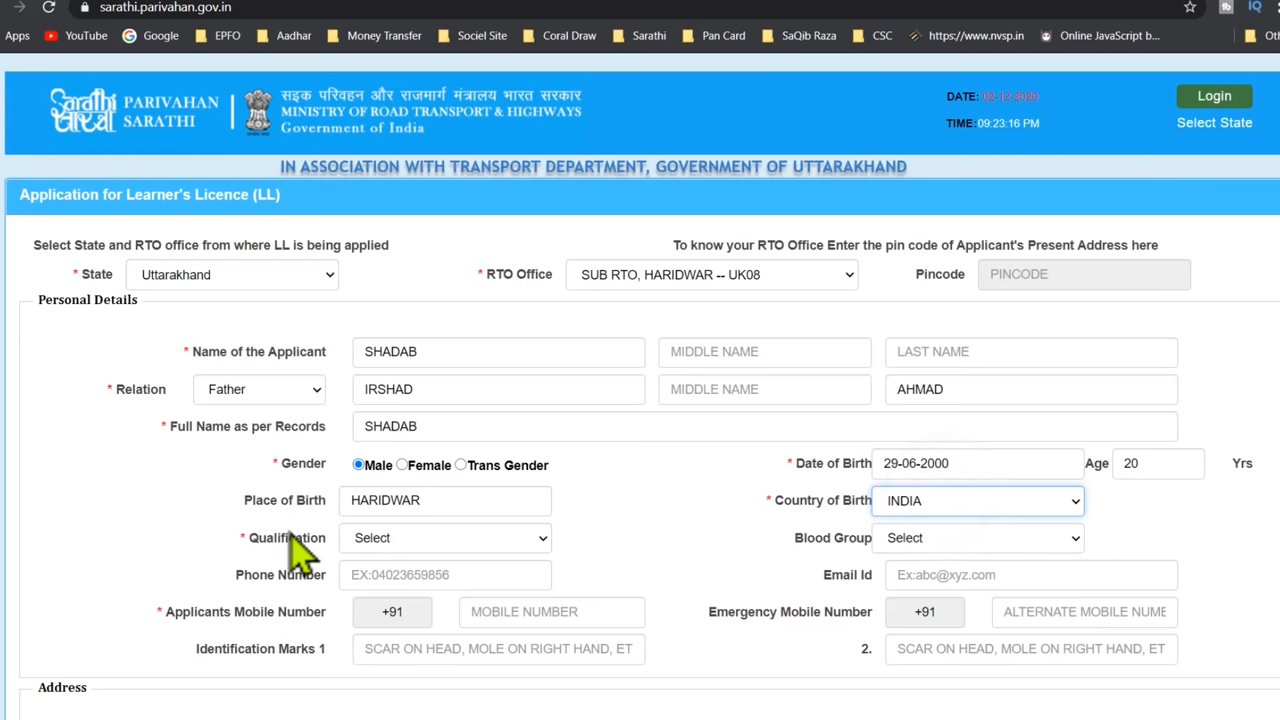 sarathi.parivahan.gov.in
Apps YouTube Google EPFO Aadhar Money Transfer Sociel Site Coral Draw Sarathi Pan Card SaQib Raza CSC https://www.nvsp.in Online JavaScript b...
सारथी Sarathi PARIVAHAN SARATHI
सड़क परिवहन और राजमार्ग मंत्रालय भारत सरकार
MINISTRY OF ROAD TRANSPORT & HIGHWAYS
Government of India
DATE: 02-12-2020
TIME:09:23:16 PM
Login
Select State
IN ASSOCIATION WITH TRANSPORT DEPARTMENT, GOVERNMENT OF UTTARAKHAND
Application for Learner's Licence (LL)
Select State and RTO office from where LL is being applied To know your RTO Office Enter the pin code of Applicant's Present Address here
* State Uttarakhand * RTO Office SUB RTO, HARIDWAR -- UK08 Pincode PINCODE
Personal Details
* Name of the Applicant SHADAB MIDDLE NAME LAST NAME
* Relation Father IRSHAD MIDDLE NAME AHMAD
* Full Name as per Records SHADAB
* Gender Male Female Trans Gender * Date of Birth 29-06-2000 Age 20 Yrs
Place of Birth HARIDWAR * Country of Birth INDIA
* Qualification Select Blood Group Select
Phone Number EX:04023659856 Email Id Ex:abc@xyz.com
* Applicants Mobile Number +91 MOBILE NUMBER Emergency Mobile Number +91 ALTERNATE MOBILE NUME
Identification Marks 1 SCAR ON HEAD, MOLE ON RIGHT HAND, ET 2. SCAR ON HEAD, MOLE ON RIGHT HAND, ET
Address